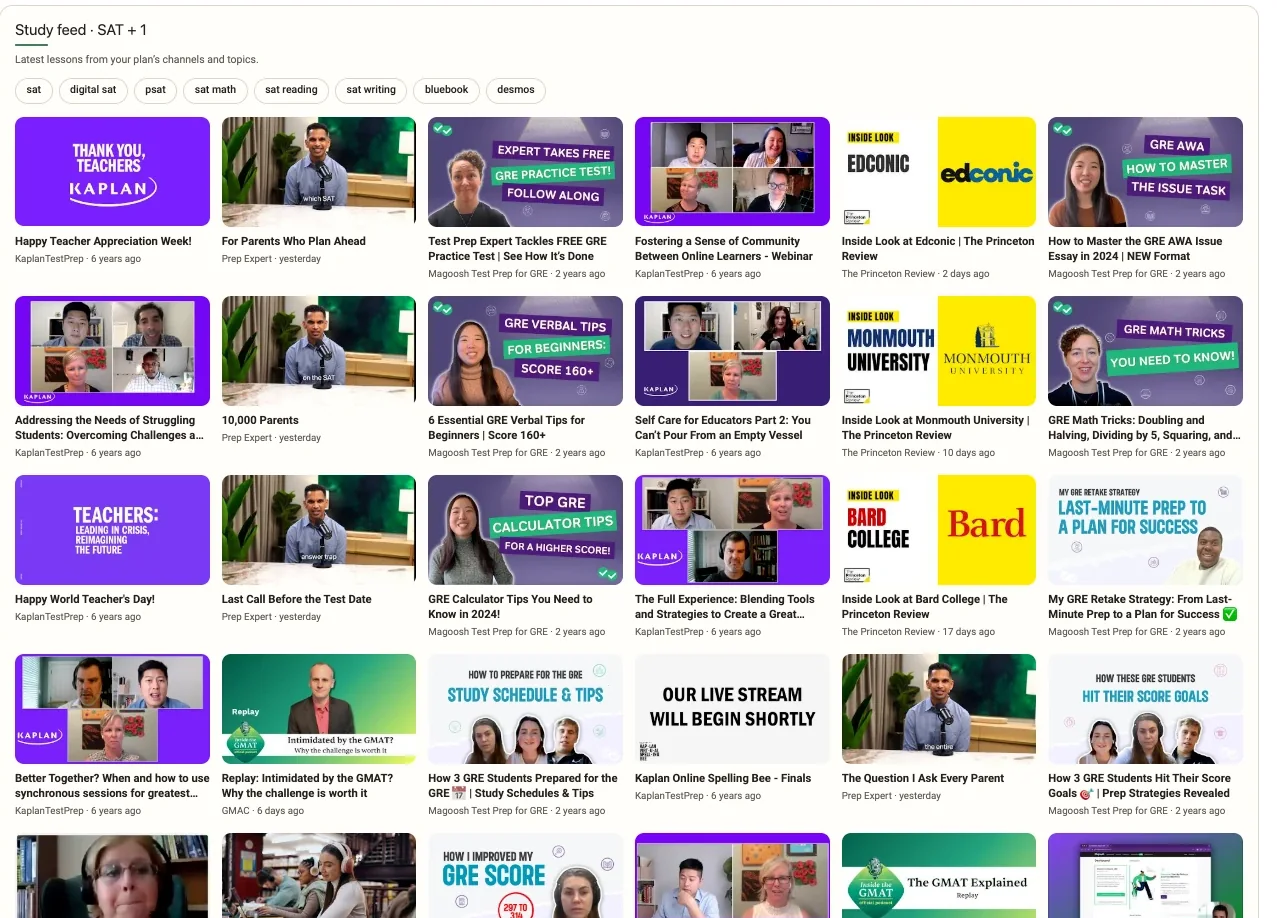 Study feed · SAT + 1
Latest lessons from your plan's channels and topics.
sat
digital sat
psat
sat math
sat reading
sat writing
bluebook
desmos
THANK YOU,
TEACHERS
KAPLAN
Happy Teacher Appreciation Week!
KaplanTestPrep · 6 years ago
which SAT
For Parents Who Plan Ahead
Prep Expert · yesterday
EXPERT TAKES FREE
GRE PRACTICE TEST!
FOLLOW ALONG
Test Prep Expert Tackles FREE GRE
Practice Test | See How It's Done
Magoosh Test Prep for GRE · 2 years ago
KAPLAN
Fostering a Sense of Community
Between Online Learners - Webinar
KaplanTestPrep · 6 years ago
INSIDE LOOK
EDCONIC
edconic
The
Princeton
Review
Inside Look at Edconic | The Princeton
Review
The Princeton Review · 2 days ago
GRE AWA
HOW TO MASTER
THE ISSUE TASK
How to Master the GRE AWA Issue
Essay in 2024 | NEW Format
Magoosh Test Prep for GRE · 2 years ago
KAPLAN
Addressing the Needs of Struggling
Students: Overcoming Challenges a...
KaplanTestPrep · 6 years ago
on the SAT
10,000 Parents
Prep Expert · yesterday
GRE VERBAL TIPS
FOR BEGINNERS:
SCORE 160+
6 Essential GRE Verbal Tips for
Beginners | Score 160+
Magoosh Test Prep for GRE · 2 years ago
KAPLAN
Self Care for Educators Part 2: You
Can't Pour From an Empty Vessel
KaplanTestPrep · 6 years ago
INSIDE LOOK
MONMOUTH
UNIVERSITY
MONMOUTH
UNIVERSITY
The
Princeton
Review
Inside Look at Monmouth University |
The Princeton Review
The Princeton Review · 10 days ago
GRE MATH TRICKS
YOU NEED TO KNOW!
GRE Math Tricks: Doubling and
Halving, Dividing by 5, Squaring, and...
Magoosh Test Prep for GRE · 2 years ago
TEACHERS:
LEADING IN CRISIS,
REIMAGINING
THE FUTURE
Happy World Teacher's Day!
KaplanTestPrep · 6 years ago
answer trap
Last Call Before the Test Date
Prep Expert · yesterday
TOP GRE
CALCULATOR TIPS
FOR A HIGHER SCORE!
GRE Calculator Tips You Need to
Know in 2024!
Magoosh Test Prep for GRE · 2 years ago
KAPLAN
The Full Experience: Blending Tools
and Strategies to Create a Great...
KaplanTestPrep · 6 years ago
INSIDE LOOK
BARD
COLLEGE
Bard
The
Princeton
Review
Inside Look at Bard College | The
Princeton Review
The Princeton Review · 17 days ago
MY GRE RETAKE STRATEGY
LAST-MINUTE PREP TO
A PLAN FOR SUCCESS
My GRE Retake Strategy: From Last-
Minute Prep to a Plan for Success ✅
Magoosh Test Prep for GRE · 2 years ago
KAPLAN
Better Together? When and how to use
synchronous sessions for greatest...
KaplanTestPrep · 6 years ago
Replay
Inside the
GMAT
Intimidated by the GMAT?
Why the challenge is worth it
Replay: Intimidated by the GMAT?
Why the challenge is worth it
GMAC · 6 days ago
HOW TO PREPARE FOR THE GRE
STUDY SCHEDULE & TIPS
How 3 GRE Students Prepared for the
GRE 📅 | Study Schedules & Tips
Magoosh Test Prep for GRE · 2 years ago
OUR LIVE STREAM
WILL BEGIN SHORTLY
Kaplan Online Spelling Bee - Finals
KaplanTestPrep · 6 years ago
the entire
The Question I Ask Every Parent
Prep Expert · yesterday
HOW THESE GRE STUDENTS
HIT THEIR SCORE GOALS
How 3 GRE Students Hit Their Score
Goals 🎯 | Prep Strategies Revealed
Magoosh Test Prep for GRE · 2 years ago
HOW I IMPROVED MY
GRE SCORE
297 TO
314
Inside the
GMAT
official podcast
The GMAT Explained
Replay